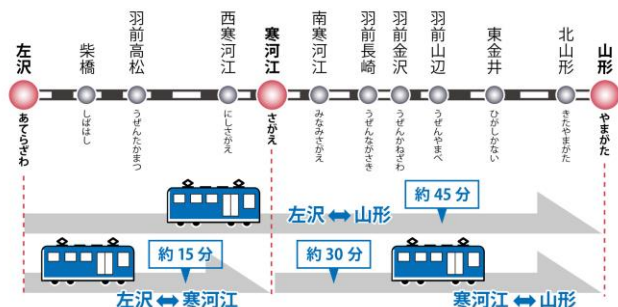 左沢
柴橋
羽前高松
西寒河江
寒河江
南寒河江
羽前長崎
羽前金沢
羽前山辺
東金井
北山形
山形
あてらざわ
しばはし
うぜんたかまつ
にしさがえ
さがえ
みなみさがえ
うぜんながさき
うぜんかねざわ
うぜんやまべ
ひがしかない
きたやまがた
やまがた
約45分
左沢⇔山形
約15分
約30分
左沢⇔寒河江
寒河江⇔山形